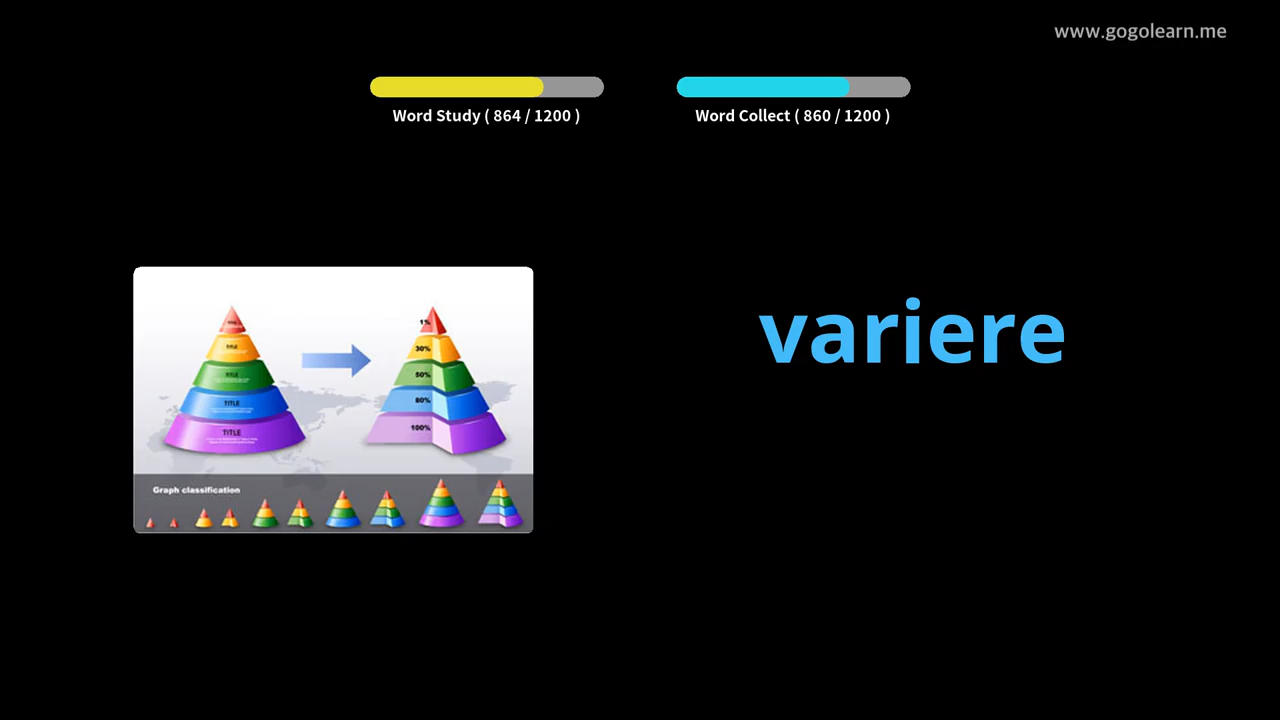 www.gogolearn.me
Word Study ( 864 / 1200 )
Word Collect ( 860 / 1200 )
variere
TITLE
TITLE
TITLE
TITLE
1%
30%
50%
80%
100%
Graph classification